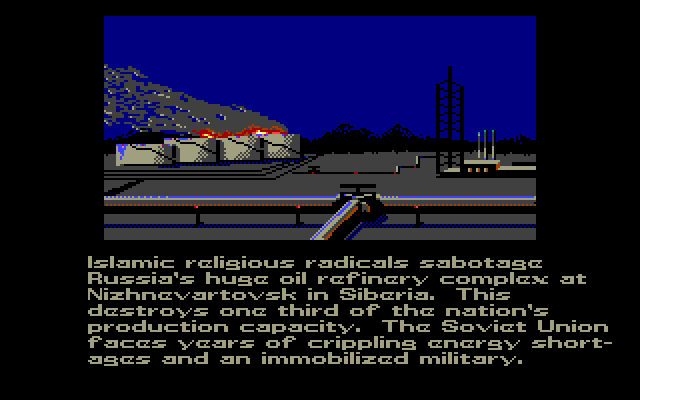 Islamic religious radicals sabotage
Russia's huge oil refinery complex at
Nizhnevartovsk in Siberia.  This
destroys one third of the nation's
production capacity.  The Soviet Union
faces years of crippling energy short-
ages and an immobilized military.